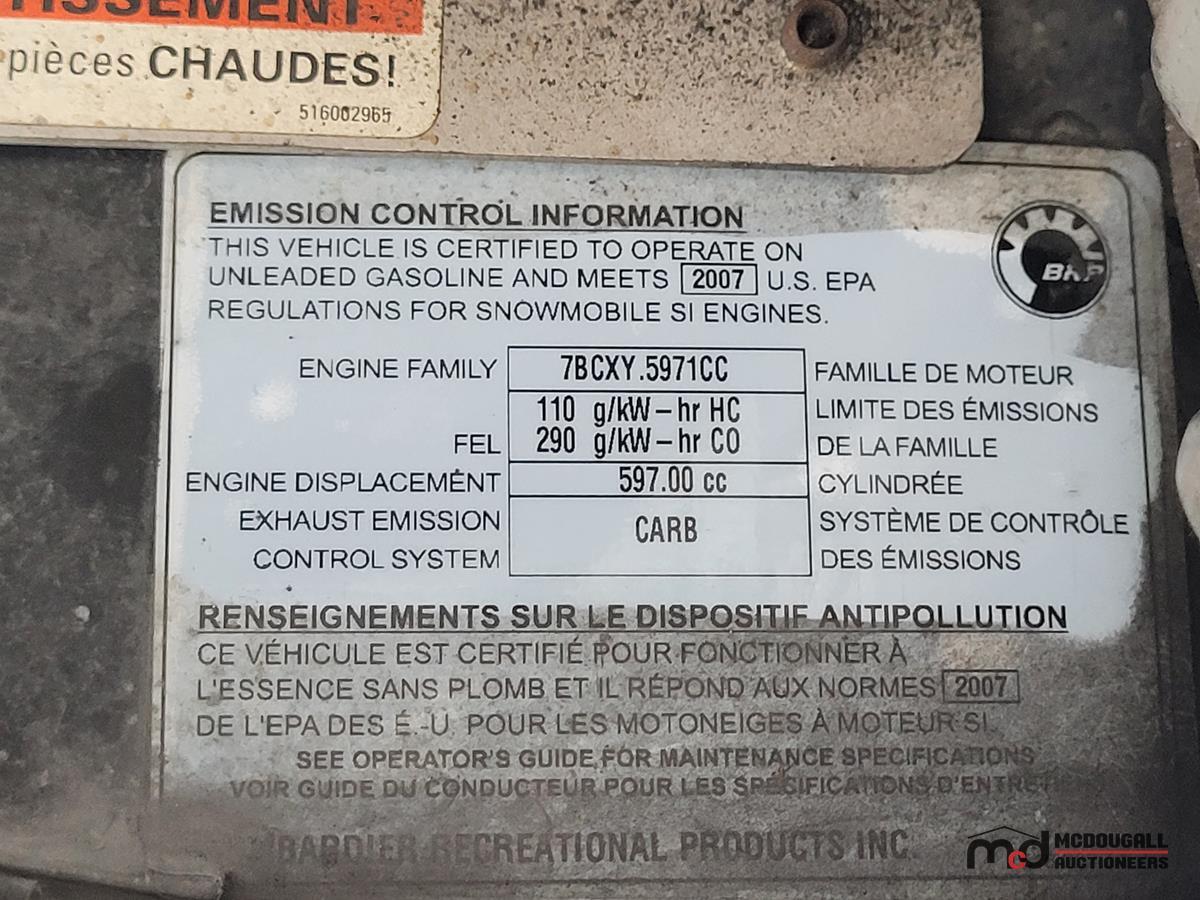 TISSEMENT
pièces CHAUDES!
516002965
EMISSION CONTROL INFORMATION
THIS VEHICLE IS CERTIFIED TO OPERATE ON
UNLEADED GASOLINE AND MEETS 2007 U.S. EPA
REGULATIONS FOR SNOWMOBILE SI ENGINES.
BRP
ENGINE FAMILY 7BCXY.5971CC FAMILLE DE MOTEUR
110 g/kW-hr HC LIMITE DES ÉMISSIONS
FEL 290 g/kW-hr CO DE LA FAMILLE
ENGINE DISPLACEMENT 597.00 cc CYLINDRÉE
EXHAUST EMISSION CARB SYSTÈME DE CONTRÔLE
CONTROL SYSTEM DES ÉMISSIONS
RENSEIGNEMENTS SUR LE DISPOSITIF ANTIPOLLUTION
CE VÉHICULE EST CERTIFIÉ POUR FONCTIONNER À
L'ESSENCE SANS PLOMB ET IL RÉPOND AUX NORMES 2007
DE L'EPA DES É.-U. POUR LES MOTONEIGES À MOTEUR SI.
SEE OPERATOR'S GUIDE FOR MAINTENANCE SPECIFICATIONS
VOIR GUIDE DU CONDUCTEUR POUR LES SPÉSIFICATIONS D'ENTRETIE
BARDIER RECREATIONAL PRODUCTS INC.
mcd MCDOUGALL
AUCTIONEERS